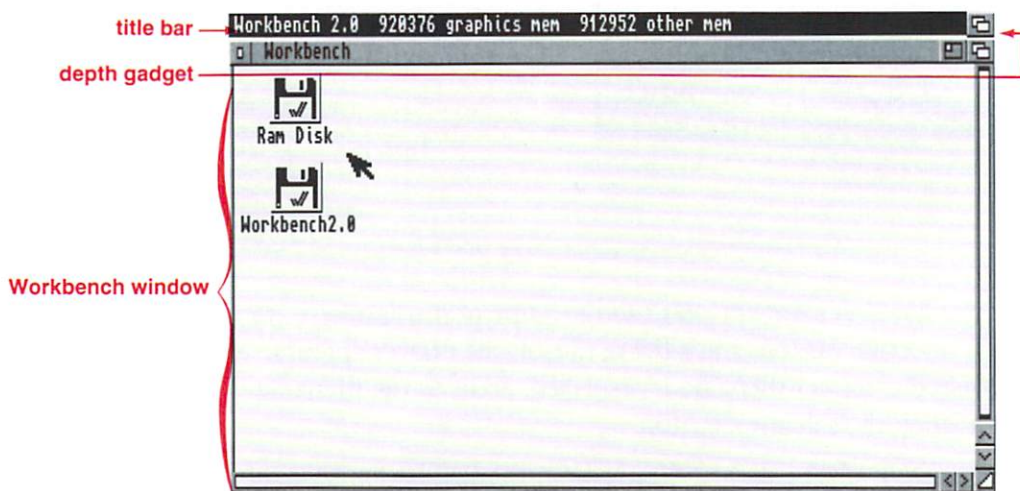 title bar
Workbench 2.0 920376 graphics mem 912952 other mem
Workbench
depth gadget
Ram Disk
Workbench2.0
Workbench window